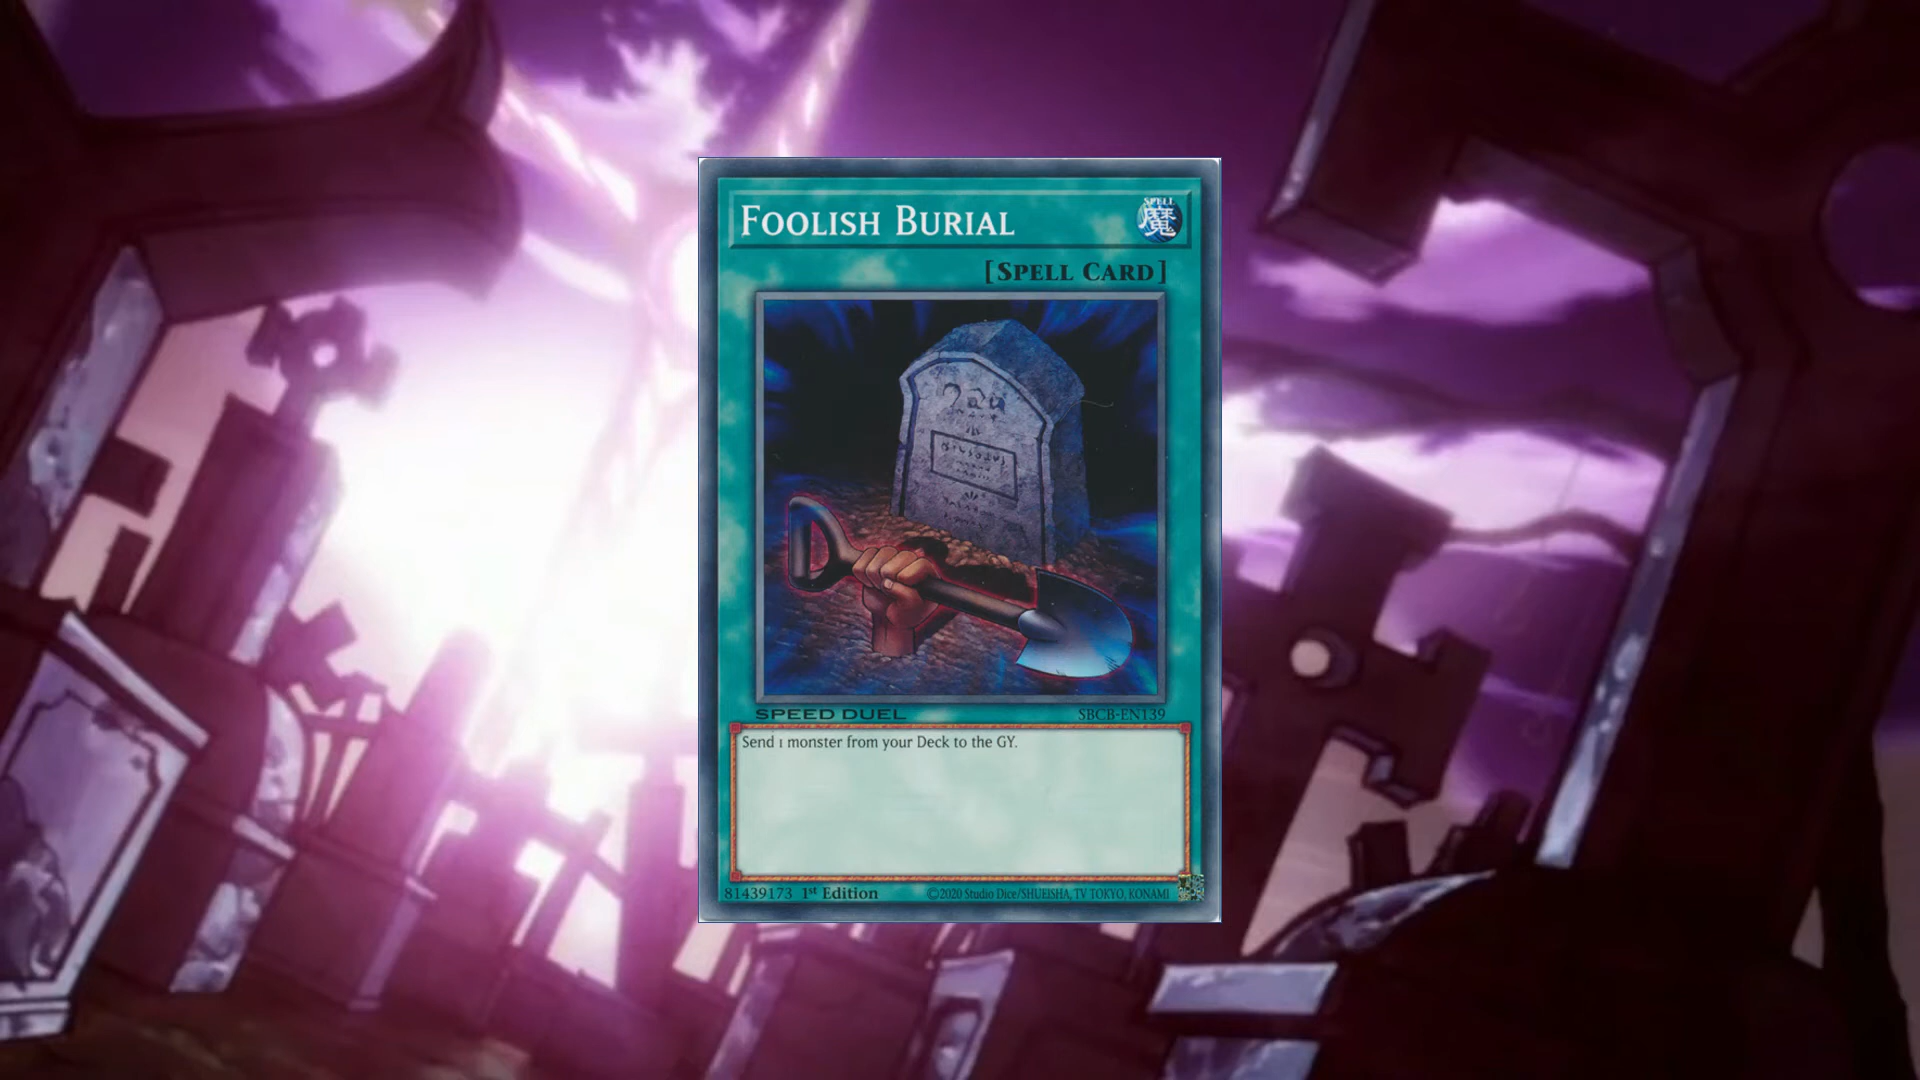 Foolish Burial
SPELL
魔
[Spell Card]
SPEED DUEL
SBCB-EN139
Send 1 monster from your Deck to the GY.
81439173
1st Edition
©2020 Studio Dice/SHUEISHA, TV TOKYO, KONAMI